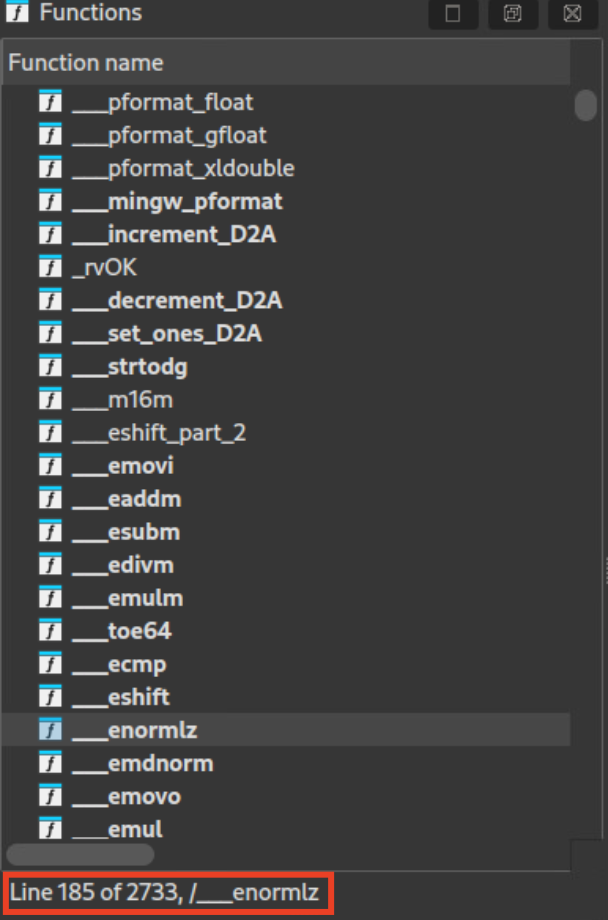 Functions
Function name
___pformat_float
___pformat_gfloat
___pformat_xldouble
___mingw_pformat
___increment_D2A
_rvOK
___decrement_D2A
___set_ones_D2A
___strtodg
___m16m
___eshift_part_2
___emovi
___eaddm
___esubm
___edivm
___emulm
___toe64
___ecmp
___eshift
___enormlz
___emdnorm
___emovo
___emul
Line 185 of 2733, /___enormlz